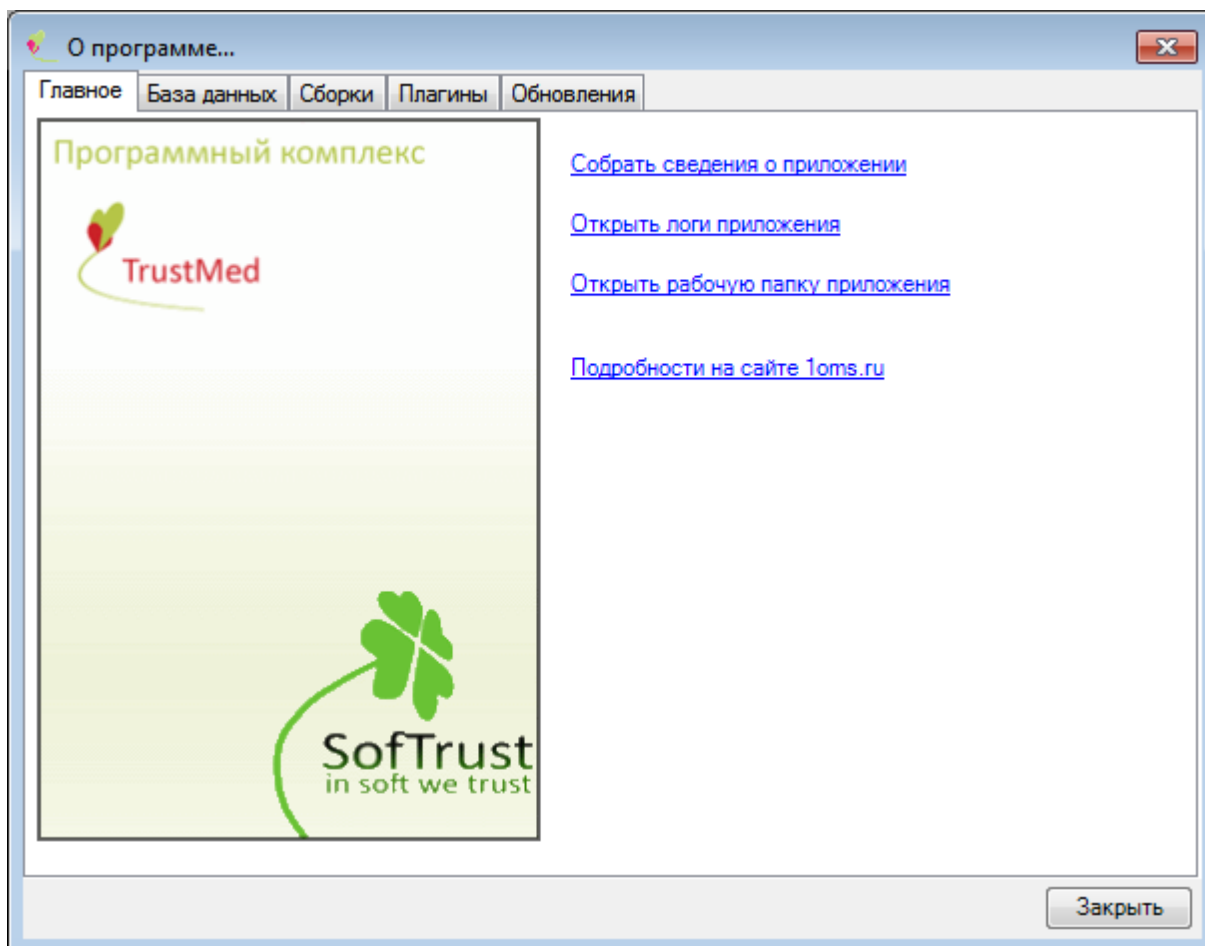 О программе...
Главное
База данных
Сборки
Плагины
Обновления
Программный комплекс
TrustMed
SofTrust
in soft we trust
Собрать сведения о приложении
Открыть логи приложения
Открыть рабочую папку приложения
Подробности на сайте 1oms.ru
Закрыть